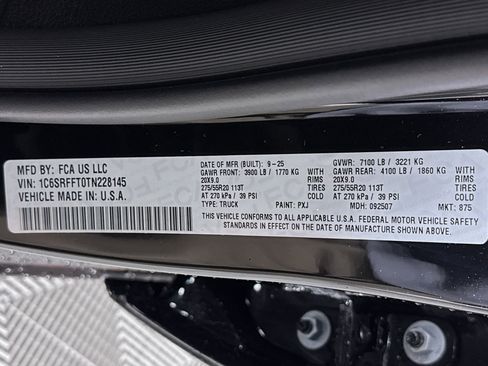 MFD BY: FCA US LLC
VIN: 1C6SRFFT0TN228145
VEHICLE MADE IN: U.S.A.
DATE OF MFR (BUILT): 9-25 GVWR: 7100 LB / 3221 KG
GAWR FRONT: 3900 LB / 1770 KG WITH GAWR REAR: 4100 LB / 1860 KG WITH
20X9.0 RIMS 20X9.0 RIMS
275/55R20 113T TIRES 275/55R20 113T TIRES
AT 270 kPa / 39 PSI COLD AT 270 kPa / 39 PSI COLD
TYPE: TRUCK PAINT: PXJ MDH: 092507 MKT: 875
THIS VEHICLE CONFORMS TO ALL APPLICABLE U.S.A. FEDERAL MOTOR VEHICLE SAFETY
STANDARDS IN EFFECT ON THE DATE OF MANUFACTURE SHOWN ABOVE.